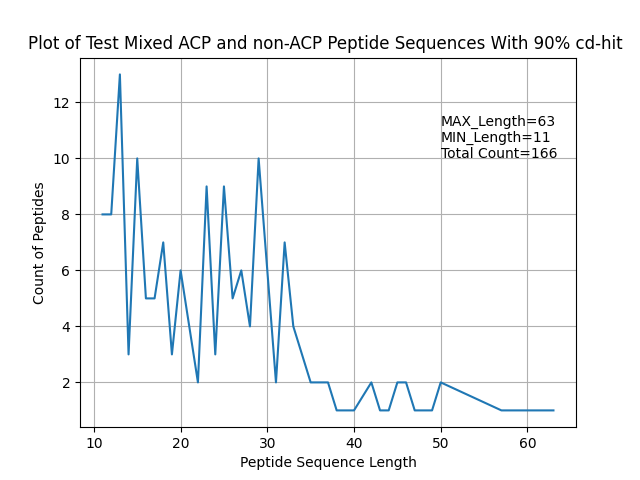 Plot of Test Mixed ACP and non-ACP Peptide Sequences With 90% cd-hit
MAX_Length=63
MIN_Length=11
Total Count=166
Count of Peptides
12
10
8
6
4
2
10 20 30 40 50 60
Peptide Sequence Length